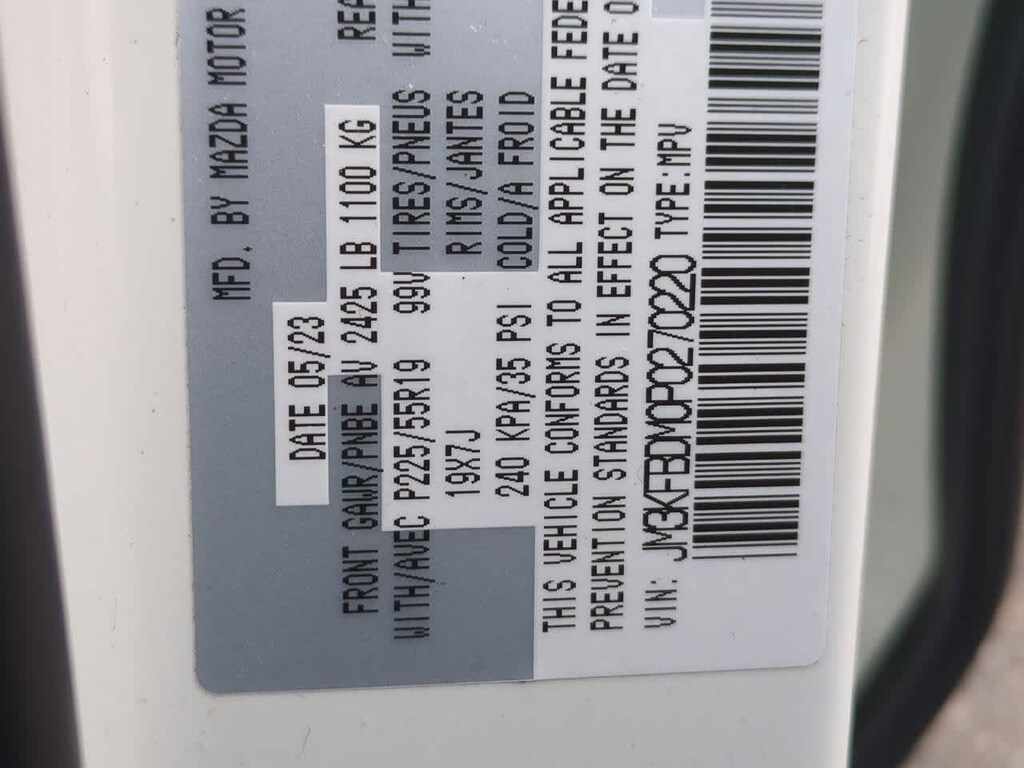 MFD. BY MAZDA MOTOR
DATE 05/23
FRONT GAWR/PNBE AV 2425 LB 1100 KG REA
WITH/AVEC P225/55R19 99V TIRES/PNEUS WITH
19X7J RIMS/JANTES
240 KPA/35 PSI COLD/A FROID
THIS VEHICLE CONFORMS TO ALL APPLICABLE FEDE
PREVENTION STANDARDS IN EFFECT ON THE DATE O
VIN: JM3KFBDM0P0270220 TYPE:MPV